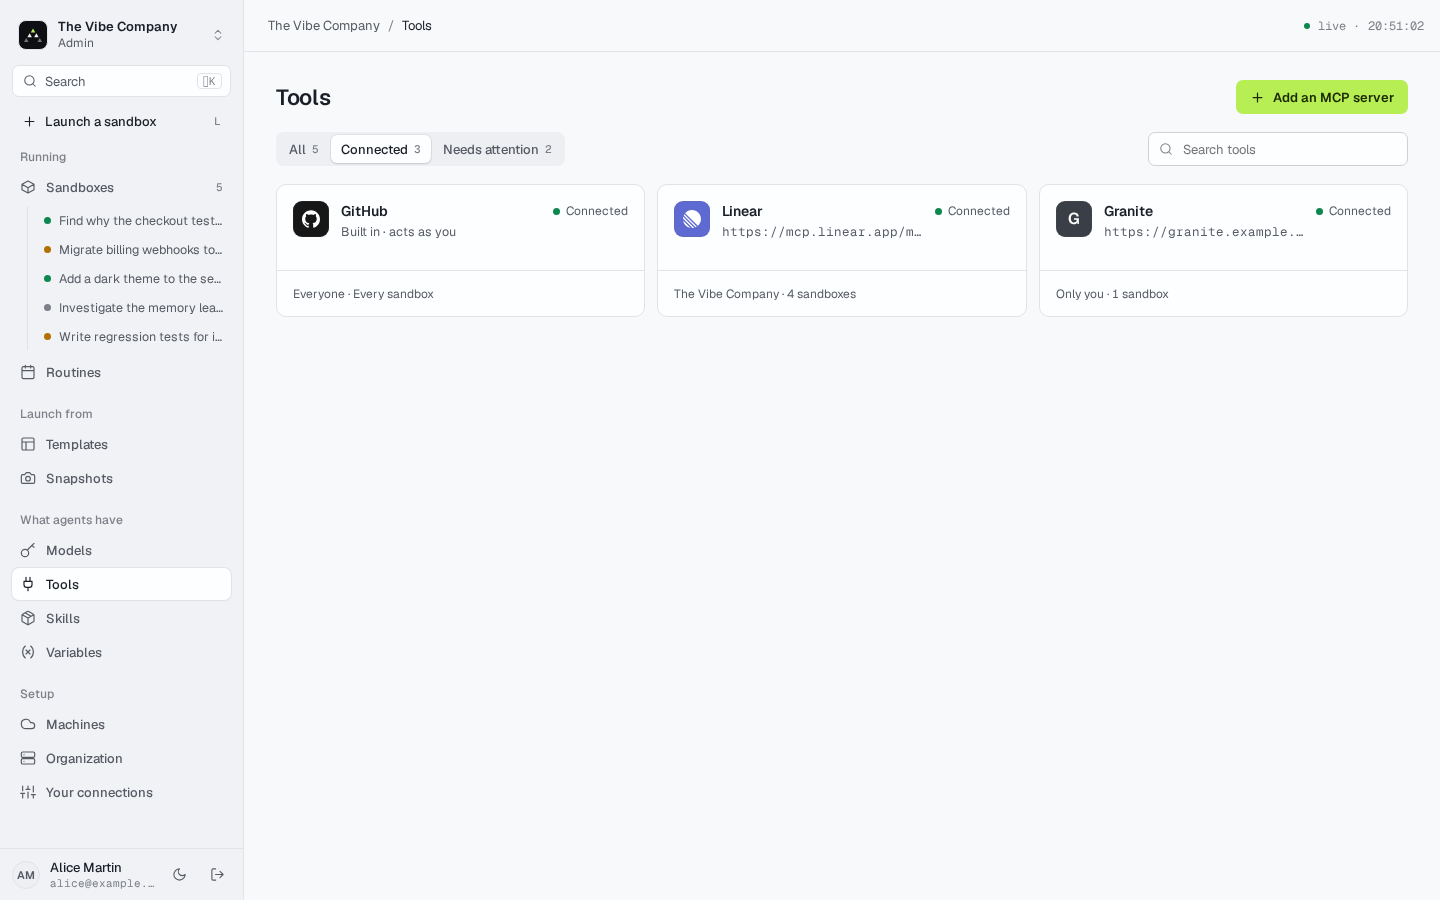 The Vibe Company
Admin
Search
K
Launch a sandbox
L
Running
Sandboxes
5
Find why the checkout test…
Migrate billing webhooks to…
Add a dark theme to the se…
Investigate the memory lea…
Write regression tests for i…
Routines
Launch from
Templates
Snapshots
What agents have
Models
Tools
Skills
Variables
Setup
Machines
Organization
Your connections
AM
Alice Martin
alice@example.…
The Vibe Company / Tools
live · 20:51:02
Tools
Add an MCP server
All 5
Connected 3
Needs attention 2
Search tools
GitHub
Connected
Built in · acts as you
Everyone · Every sandbox
Linear
Connected
https://mcp.linear.app/m…
The Vibe Company · 4 sandboxes
G
Granite
Connected
https://granite.example.…
Only you · 1 sandbox